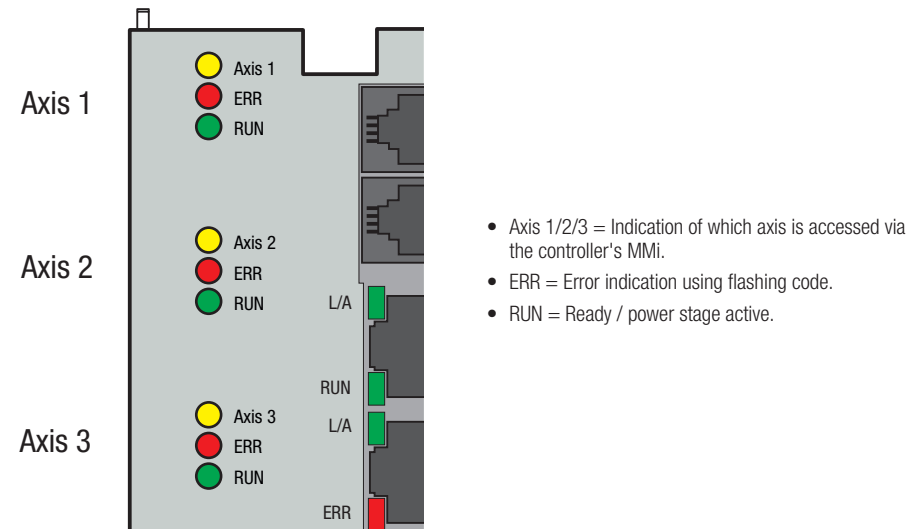 Axis 1
Axis 1
ERR
RUN
Axis 2
Axis 2
ERR
RUN
L/A
RUN
L/A
Axis 3
Axis 3
ERR
RUN
ERR
• Axis 1/2/3 = Indication of which axis is accessed via
the controller's MMi.
• ERR = Error indication using flashing code.
• RUN = Ready / power stage active.